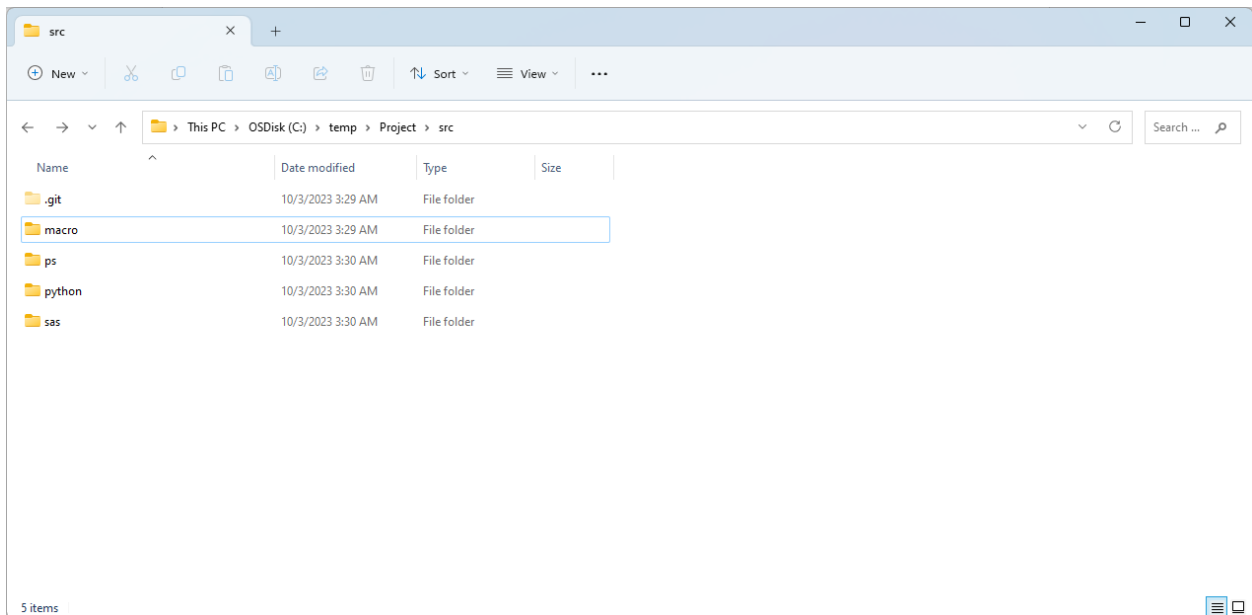 src
New Sort View
This PC OSDisk (C:) temp Project src Search ...
Name Date modified Type Size
.git 10/3/2023 3:29 AM File folder
macro 10/3/2023 3:29 AM File folder
ps 10/3/2023 3:30 AM File folder
python 10/3/2023 3:30 AM File folder
sas 10/3/2023 3:30 AM File folder
5 items